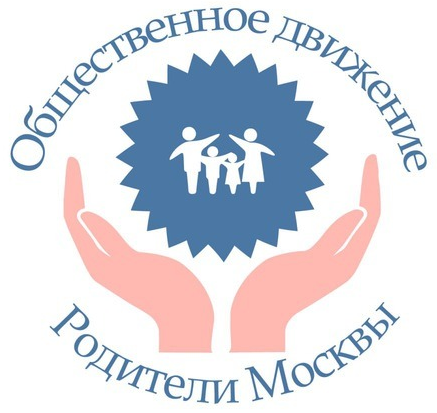 Общественное движение
Родители Москвы